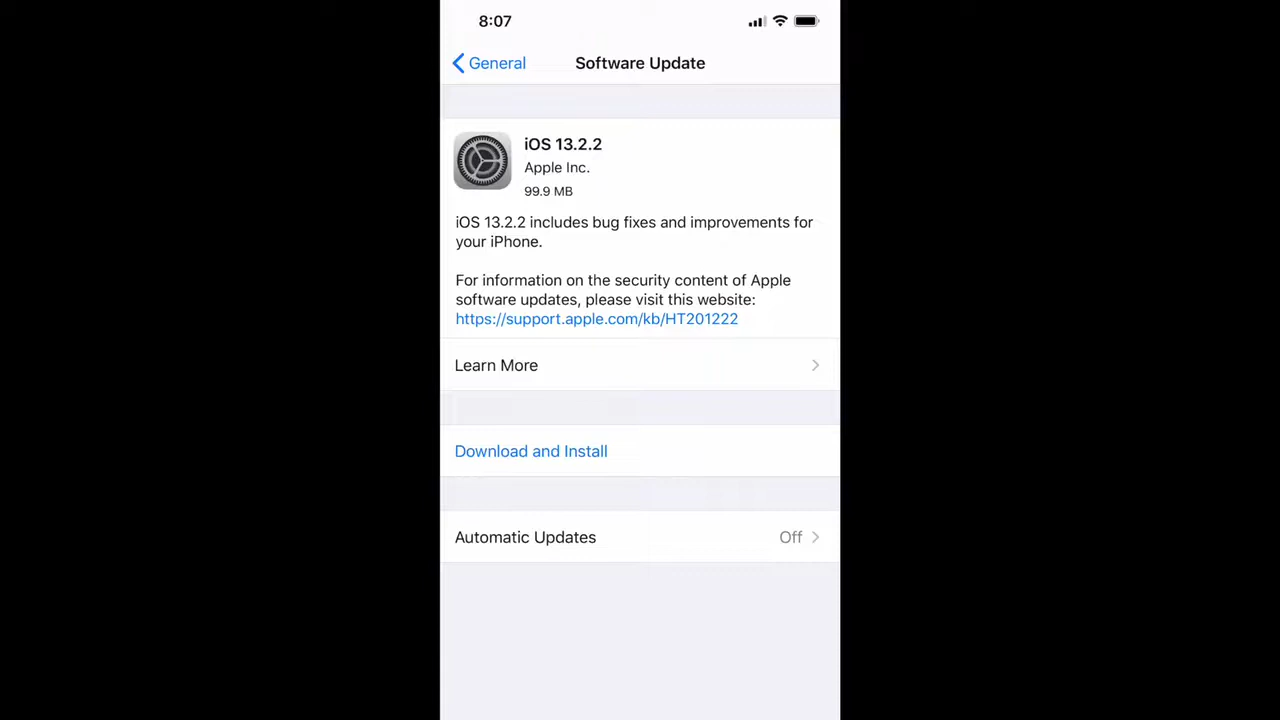 8:07
General
Software Update
iOS 13.2.2
Apple Inc.
99.9 MB
iOS 13.2.2 includes bug fixes and improvements for
your iPhone.
For information on the security content of Apple
software updates, please visit this website:
https://support.apple.com/kb/HT201222
Learn More
Download and Install
Automatic Updates Off